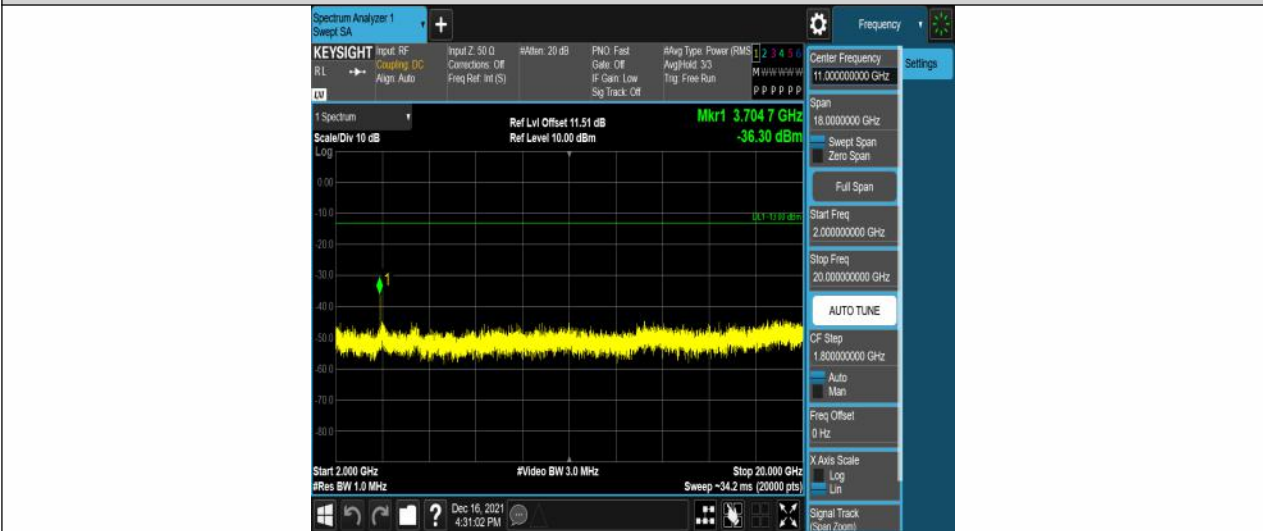 Spectrum Analyzer 1
Swept SA
+
Frequency
KEYSIGHT
RL
LV
Input: RF
Coupling: DC
Align: Auto
Input Z: 50 Ω
Corrections: Off
Freq Ref: Int (S)
#Atten: 20 dB
PNO: Fast
Gate: Off
IF Gain: Low
Sig Track: Off
#Avg Type: Power (RMS
Avg|Hold: 3/3
Trig: Free Run
1 2 3 4 5 6
M W W W W W
P P P P P P
1 Spectrum
Scale/Div 10 dB
Ref Lvl Offset 11.51 dB
Ref Level 10.00 dBm
Mkr1 3.704 7 GHz
-36.30 dBm
Log
0.00
-10.0
DL1 -13.00 dBm
-20.0
-30.0
1
-40.0
-50.0
-60.0
-70.0
-80.0
Start 2.000 GHz
#Res BW 1.0 MHz
#Video BW 3.0 MHz
Stop 20.000 GHz
Sweep ~34.2 ms (20000 pts)
Dec 16, 2021
4:31:02 PM
?
Center Frequency
11.000000000 GHz
Settings
Span
18.0000000 GHz
Swept Span
Zero Span
Full Span
Start Freq
2.000000000 GHz
Stop Freq
20.000000000 GHz
AUTO TUNE
CF Step
1.800000000 GHz
Auto
Man
Freq Offset
0 Hz
X Axis Scale
Log
Lin
Signal Track
(Span Zoom)